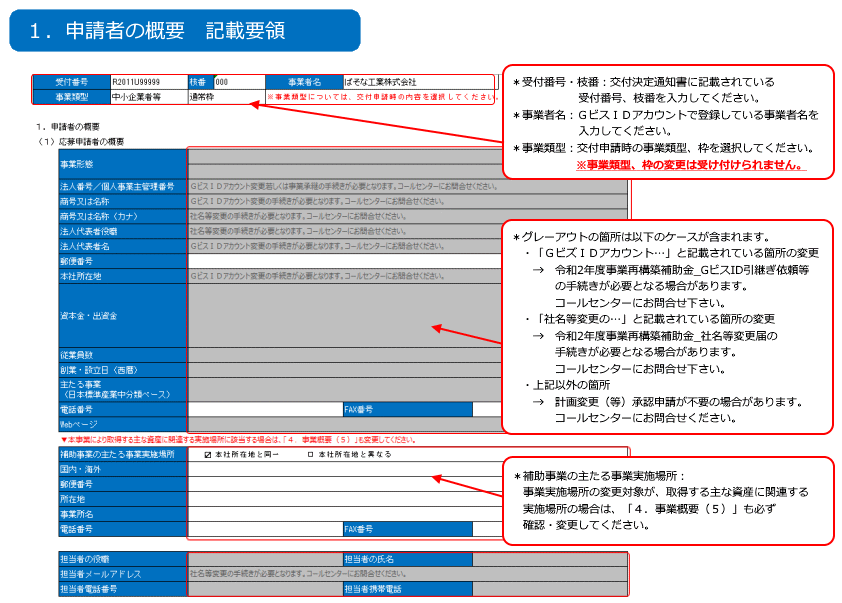 １．申請者の概要　記載要領
受付番号 R2011U99999 枝番 000 事業者名 ぱそな工業株式会社
事業類型 中小企業者等 通常枠 ※事業類型については、交付申請時の内容を選択してください。
１．申請者の概要
（１）応募申請者の概要
事業形態
法人番号／個人事業主管理番号 ＧビスＩＤアカウント変更若しくは事業承継の手続きが必要となります。コールセンターにお問合せください。
商号又は名称 ＧビスＩＤアカウント変更の手続きが必要となります。コールセンターにお問合せください。
商号又は名称（カナ） 社名等変更の手続きが必要となります。コールセンターにお問合せください。
法人代表者役職 社名等変更の手続きが必要となります。コールセンターにお問合せください。
法人代表者名 ＧビスＩＤアカウント変更の手続きが必要となります。コールセンターにお問合せください。
郵便番号
本社所在地 ＧビスＩＤアカウント変更の手続きが必要となります。コールセンターにお問合せください。
資本金・出資金
従業員数
創業・設立日（西暦）
主たる事業
（日本標準産業中分類ベース）
電話番号 FAX番号
Webページ
▼本事業により取得する主な資産に関連する実施場所に該当する場合は、「４．事業概要（５）」も変更してください。
補助事業の主たる事業実施場所 ☑ 本社所在地と同一 □ 本社所在地と異なる
国内・海外
郵便番号
所在地
事業所名
電話番号 FAX番号
担当者の役職 担当者の氏名
担当者メールアドレス 社名等変更の手続きが必要となります。コールセンターにお問合せください。
担当者電話番号 担当者携帯電話
＊受付番号・枝番：交付決定通知書に記載されている
受付番号、枝番を入力してください。
＊事業者名：ＧビスＩＤアカウントで登録している事業者名を
入力してください。
＊事業類型：交付申請時の事業類型、枠を選択してください。
※事業類型、枠の変更は受け付けられません。
＊グレーアウトの箇所は以下のケースが含まれます。
・「ＧビズＩＤアカウント…」と記載されている箇所の変更
→　令和2年度事業再構築補助金_GビスID引継ぎ依頼等
の手続きが必要となる場合があります。
コールセンターにお問合せ下さい。
・「社名等変更の…」と記載されている箇所の変更
→　令和2年度事業再構築補助金_社名等変更届の
手続きが必要となる場合があります。
コールセンターにお問合せ下さい。
・上記以外の箇所
→　計画変更（等）承認申請が不要の場合があります。
コールセンターにお問合せください。
＊補助事業の主たる事業実施場所：
事業実施場所の変更対象が、取得する主な資産に関連する
実施場所の場合は、「４．事業概要（５）」も必ず
確認・変更してください。